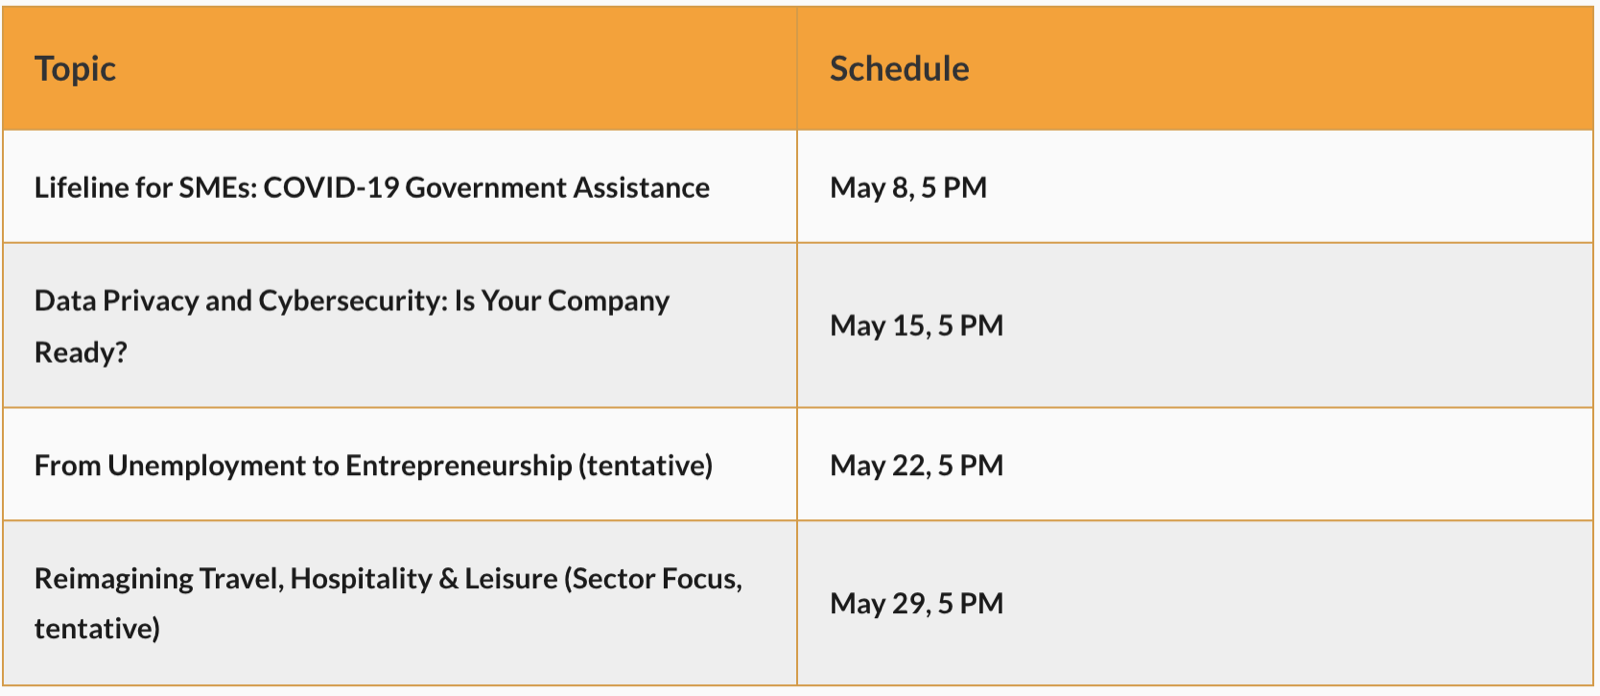 Topic
Schedule
Lifeline for SMEs: COVID-19 Government Assistance
May 8, 5 PM
Data Privacy and Cybersecurity: Is Your Company
Ready?
May 15, 5 PM
From Unemployment to Entrepreneurship (tentative)
May 22, 5 PM
Reimagining Travel, Hospitality & Leisure (Sector Focus,
tentative)
May 29, 5 PM